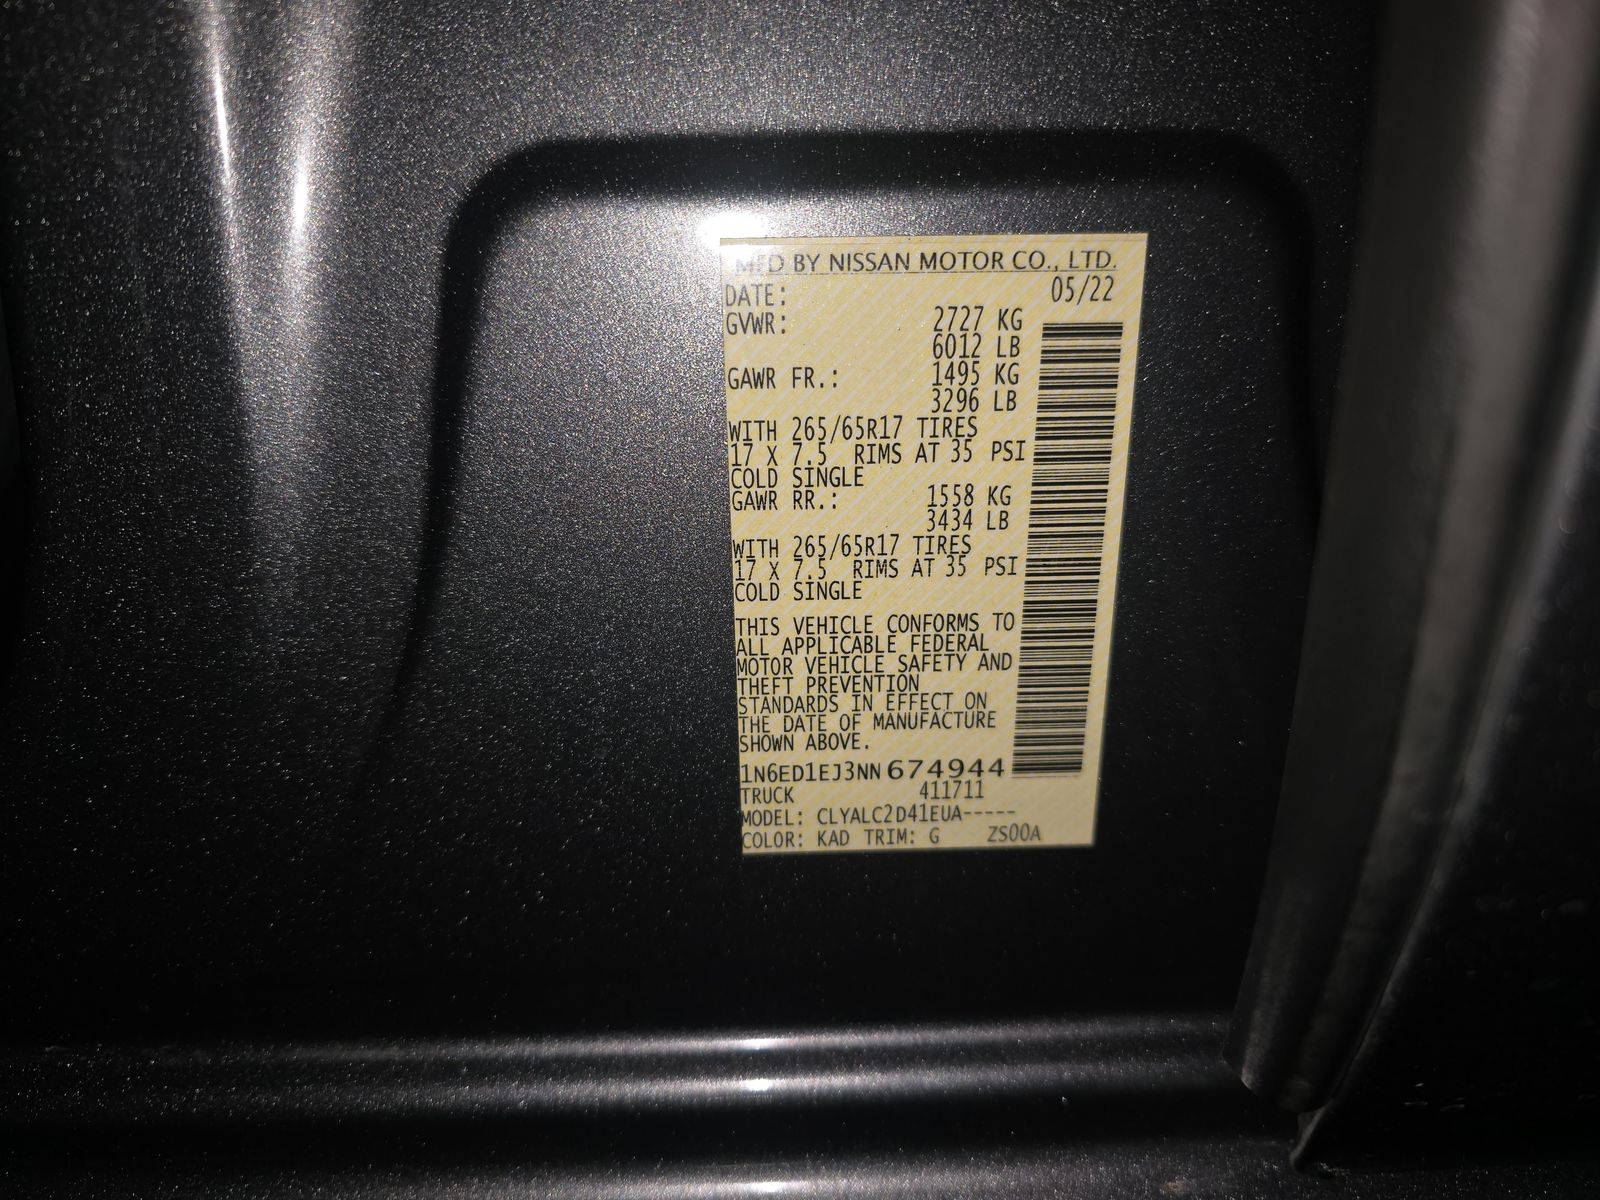 MFD BY NISSAN MOTOR CO., LTD.
DATE: 05/22
GVWR: 2727 KG
6012 LB
GAWR FR.: 1495 KG
3296 LB
WITH 265/65R17 TIRES
17 X 7.5 RIMS AT 35 PSI
COLD SINGLE
GAWR RR.: 1558 KG
3434 LB
WITH 265/65R17 TIRES
17 X 7.5 RIMS AT 35 PSI
COLD SINGLE
THIS VEHICLE CONFORMS TO
ALL APPLICABLE FEDERAL
MOTOR VEHICLE SAFETY AND
THEFT PREVENTION
STANDARDS IN EFFECT ON
THE DATE OF MANUFACTURE
SHOWN ABOVE.
1N6ED1EJ3NN674944
TRUCK 411711
MODEL: CLYALC2D41EUA-----
COLOR: KAD TRIM: G ZS00A